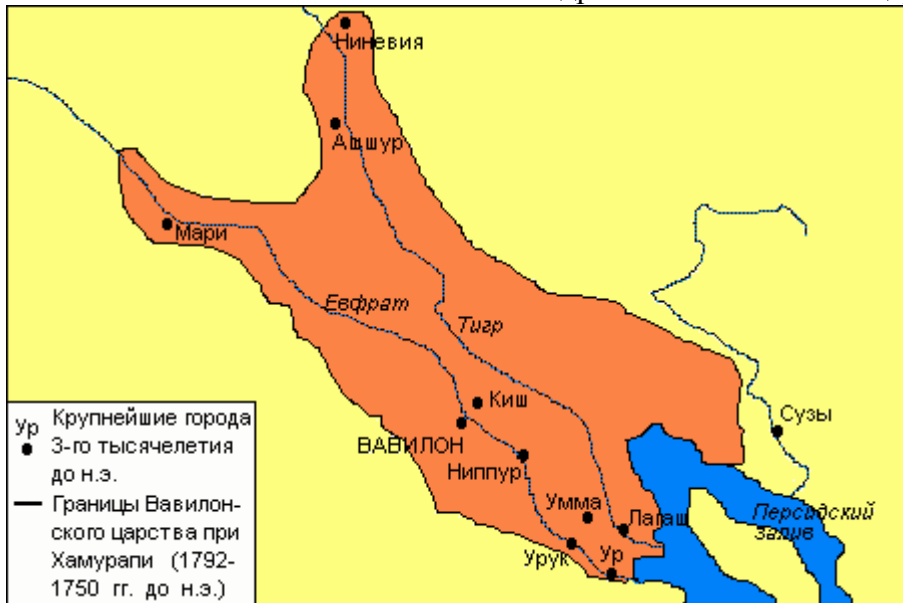 Ниневия
Ашшур
Мари
Евфрат
Тигр
Киш
Сузы
ВАВИЛОН
Ниппур
Умма
Лагаш
Персидский
залив
Урук
Ур
Ур Крупнейшие города
3-го тысячелетия
до н.э.
Границы Вавилон-
ского царства при
Хамурапи (1792-
1750 гг. до н.э.)